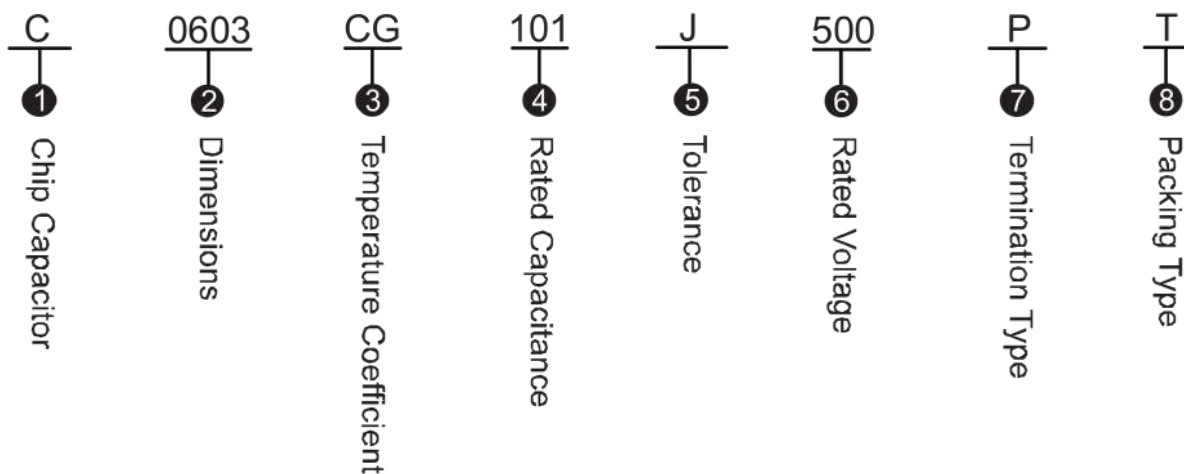 C 0603 CG 101 J 500 P T
1 2 3 4 5 6 7 8
Chip Capacitor
Dimensions
Temperature Coefficient
Rated Capacitance
Tolerance
Rated Voltage
Termination Type
Packing Type